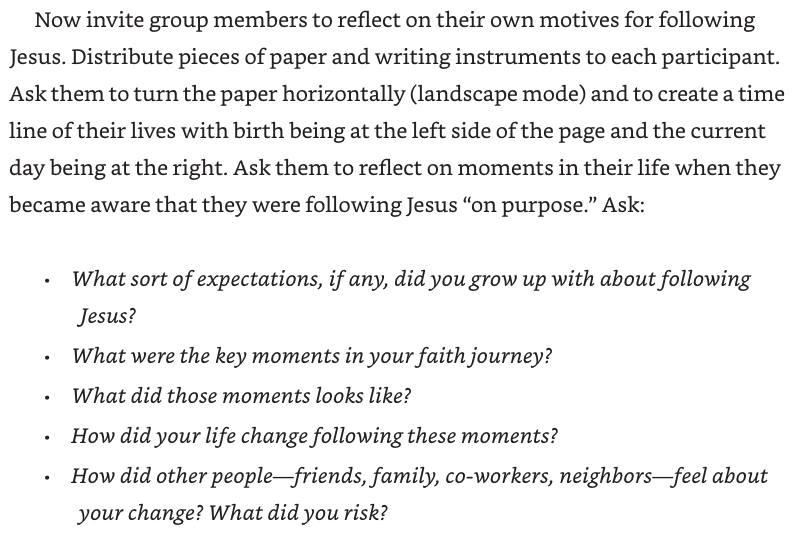 Now invite group members to reflect on their own motives for following
Jesus. Distribute pieces of paper and writing instruments to each participant.
Ask them to turn the paper horizontally (landscape mode) and to create a time
line of their lives with birth being at the left side of the page and the current
day being at the right. Ask them to reflect on moments in their life when they
became aware that they were following Jesus “on purpose.” Ask:
• What sort of expectations, if any, did you grow up with about following
Jesus?
• What were the key moments in your faith journey?
• What did those moments looks like?
• How did your life change following these moments?
• How did other people—friends, family, co-workers, neighbors—feel about
your change? What did you risk?